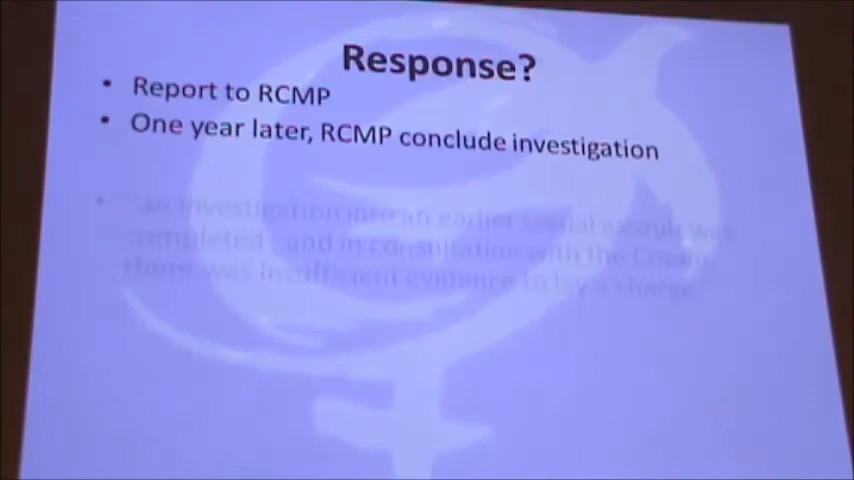 Response?
• Report to RCMP
• One year later, RCMP conclude investigation
• "an investigation into an earlier sexual assault was
completed and in consultation with the Crown,
there was insufficient evidence to lay a charge"